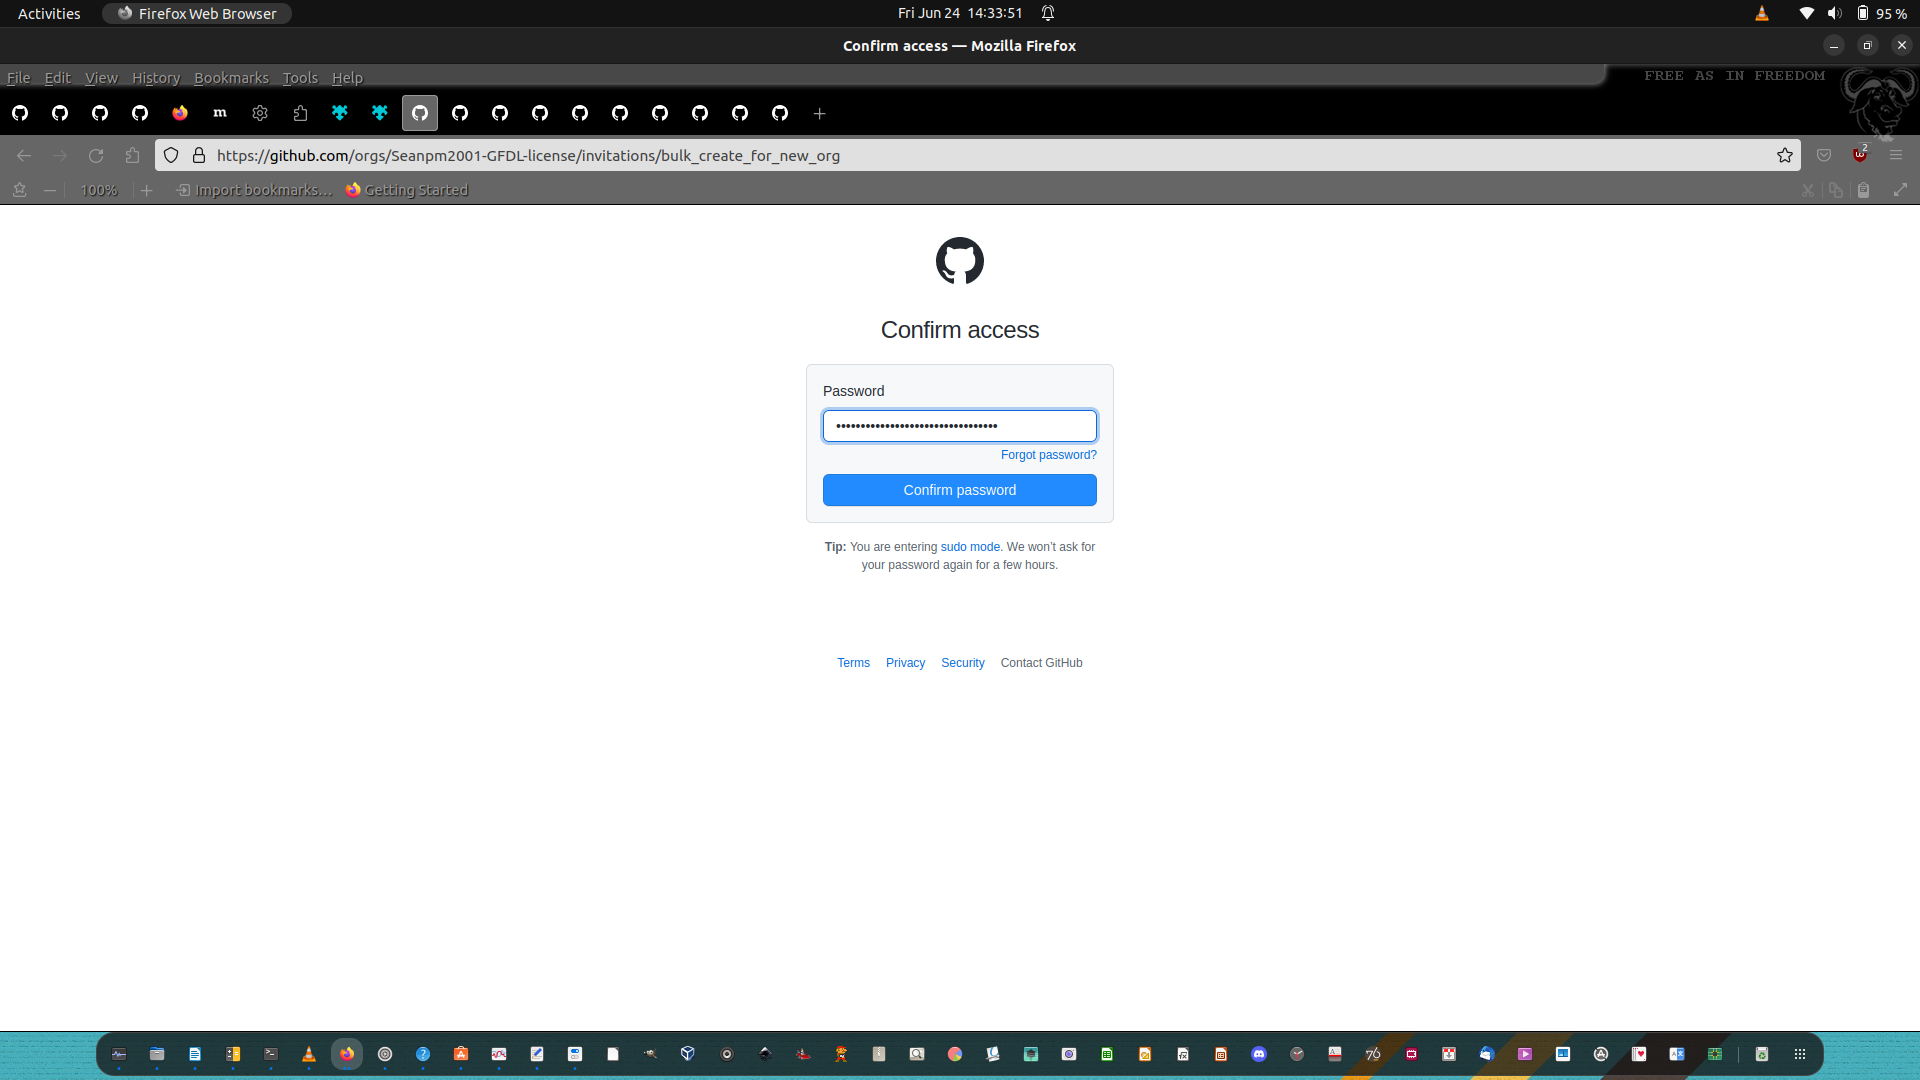 Activities
Firefox Web Browser
Fri Jun 24 14:33:51
95 %
Confirm access — Mozilla Firefox
File Edit View History Bookmarks Tools Help
FREE AS IN FREEDOM
m
2
https://github.com/orgs/Seanpm2001-GFDL-license/invitations/bulk_create_for_new_org
100%
Import bookmarks...
Getting Started
Confirm access
Password
••••••••••••••••••••••••••••••••••
Forgot password?
Confirm password
Tip: You are entering sudo mode. We won't ask for
your password again for a few hours.
Terms Privacy Security Contact GitHub
76